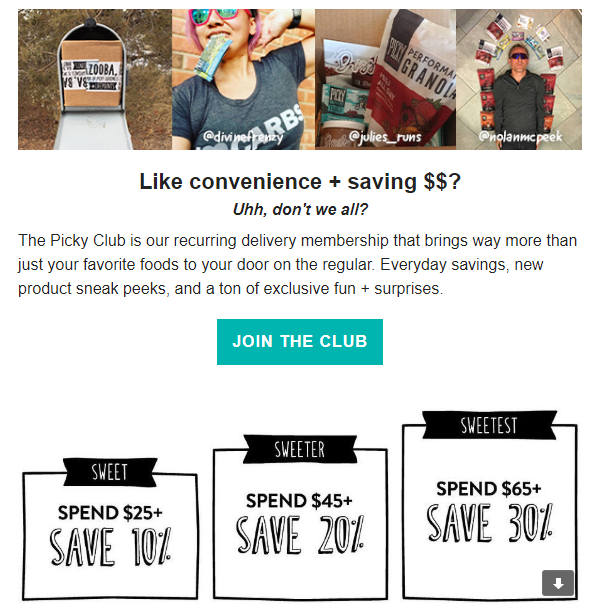 ZOOBA,
PICKY
PERFORMANCE
GRANOLA
CARBS
@divinefrenzy
@julies_runs
@nolanmcpeek
Like convenience + saving $$?
Uhh, don't we all?
The Picky Club is our recurring delivery membership that brings way more than
just your favorite foods to your door on the regular. Everyday savings, new
product sneak peeks, and a ton of exclusive fun + surprises.
JOIN THE CLUB
SWEET
SPEND $25+
SAVE 10%
SWEETER
SPEND $45+
SAVE 20%
SWEETEST
SPEND $65+
SAVE 30%